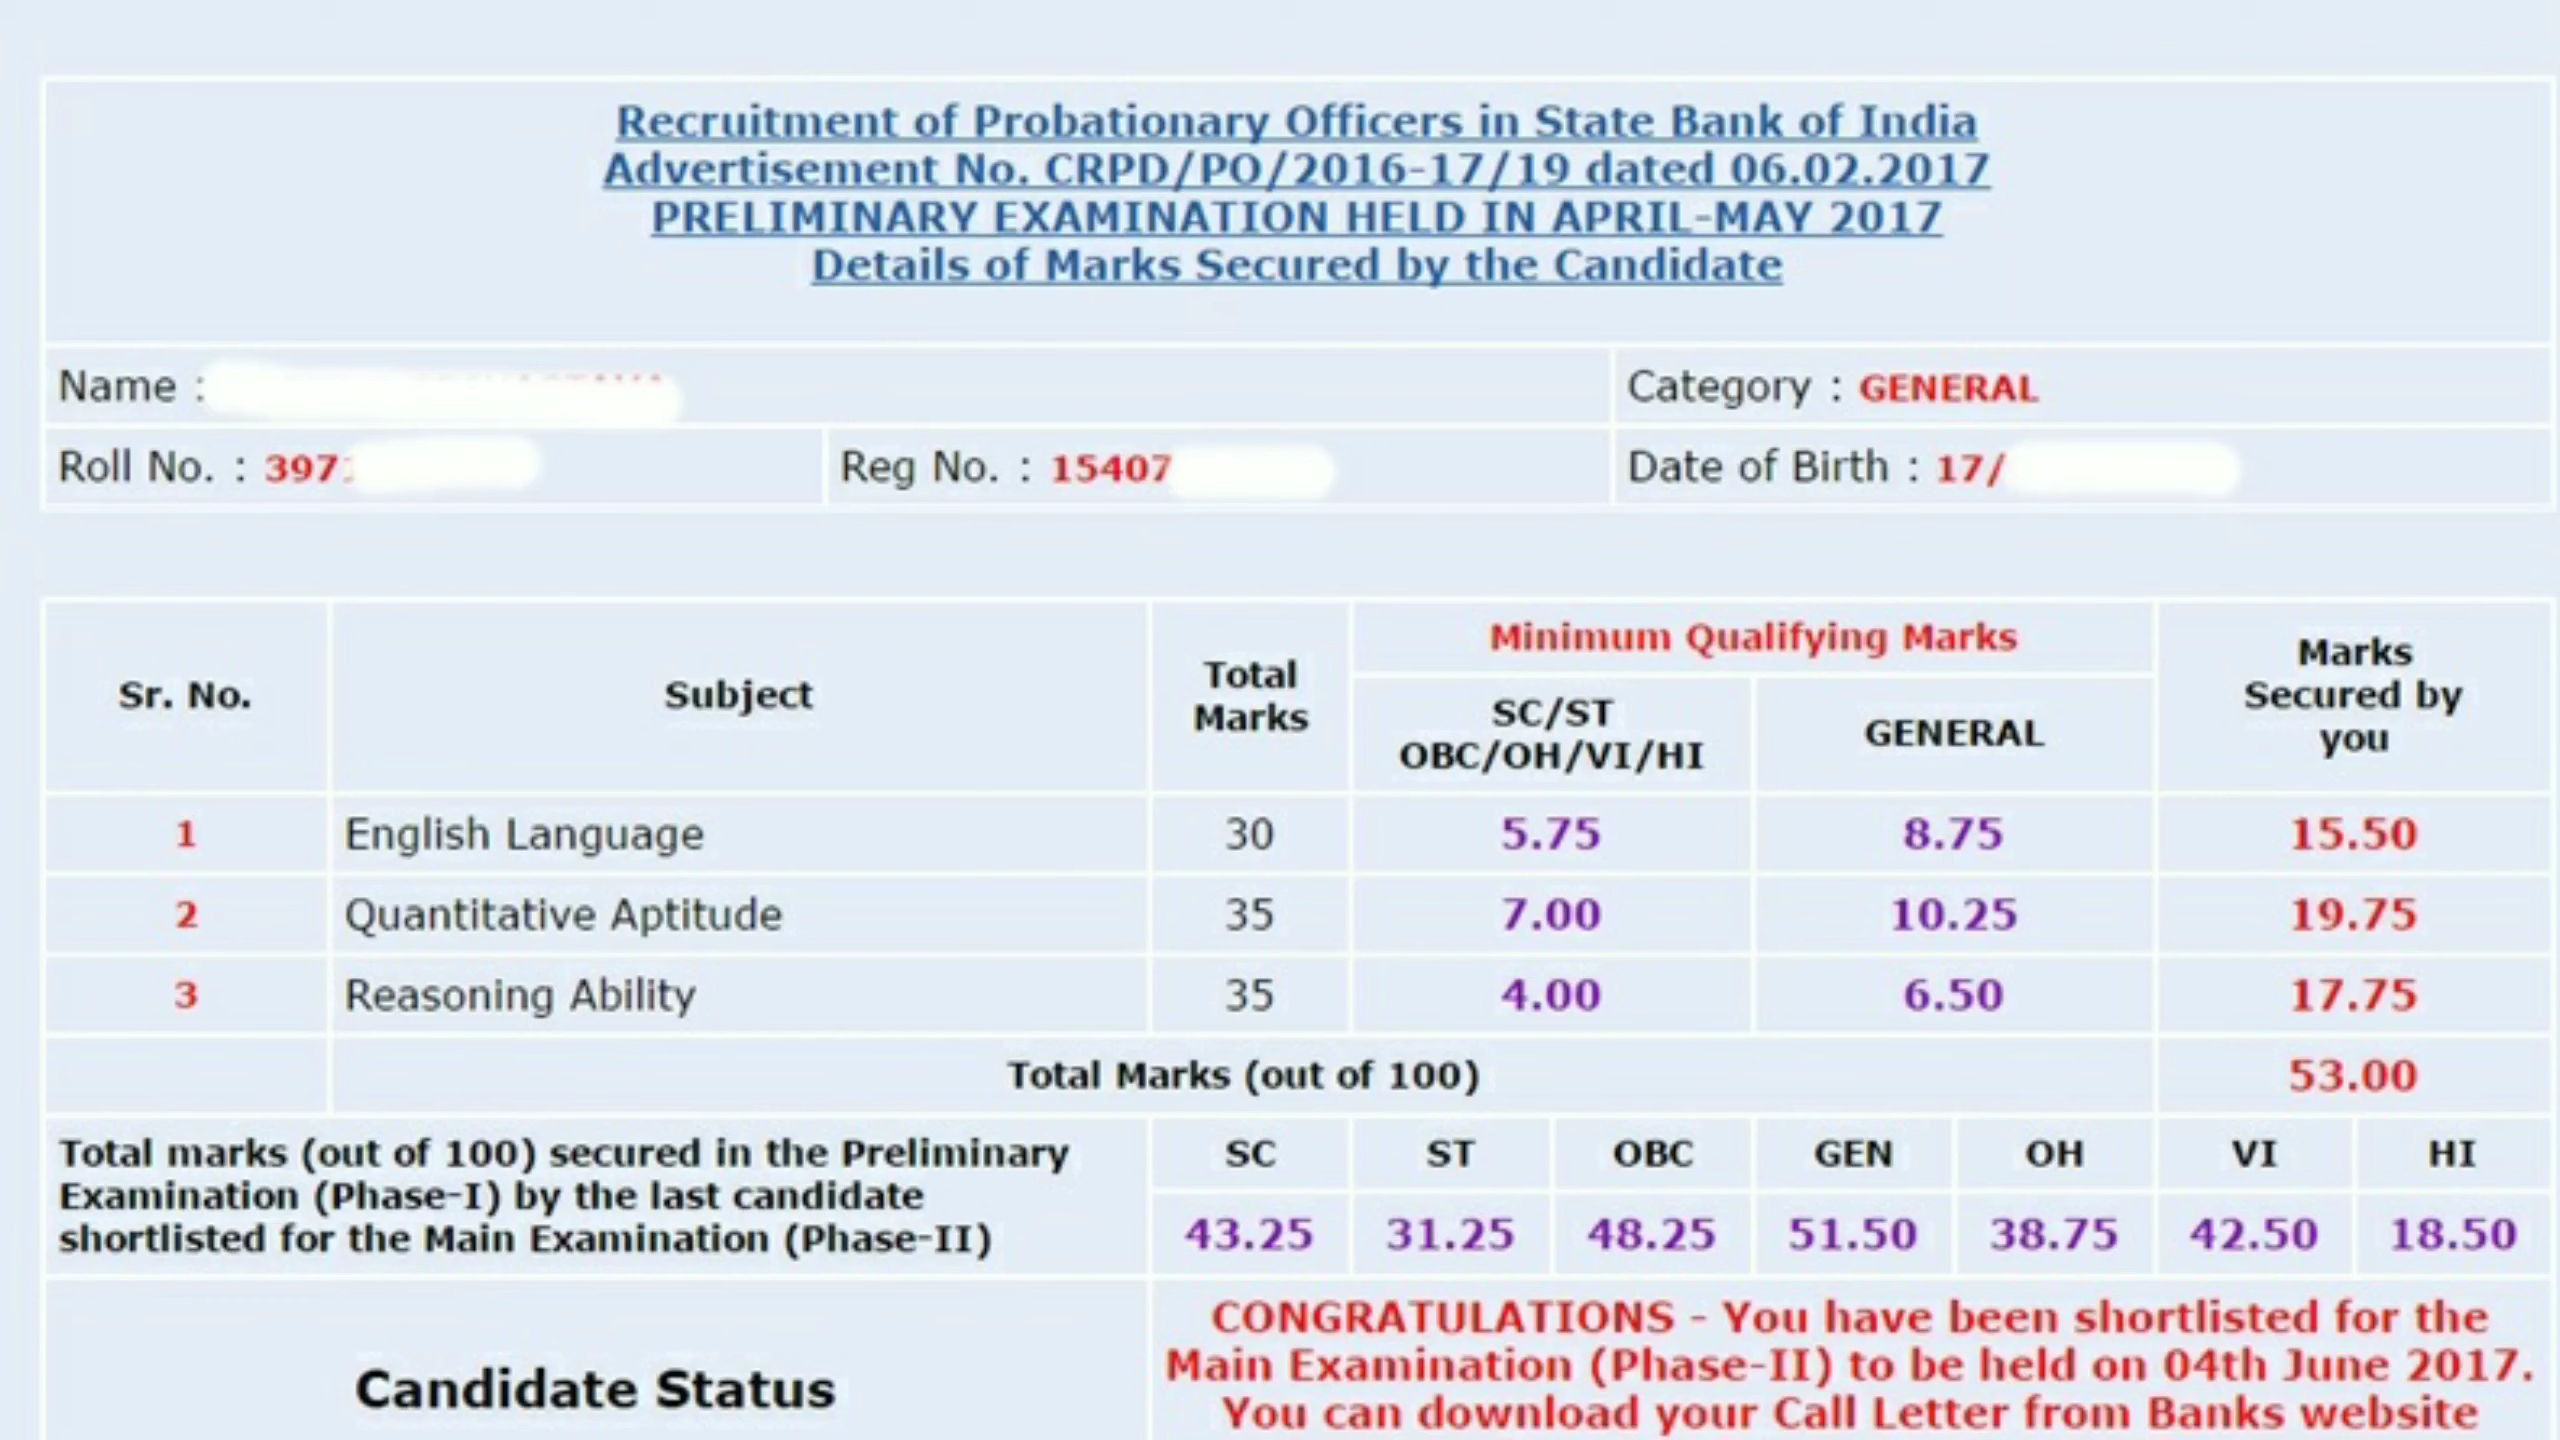 Recruitment of Probationary Officers in State Bank of India
Advertisement No. CRPD/PO/2016-17/19 dated 06.02.2017
PRELIMINARY EXAMINATION HELD IN APRIL-MAY 2017
Details of Marks Secured by the Candidate
Name :
Category : GENERAL
Roll No. : 397
Reg No. : 15407
Date of Birth : 17/
Minimum Qualifying Marks
Sr. No. Subject Total Marks SC/ST OBC/OH/VI/HI GENERAL Marks Secured by you
1 English Language 30 5.75 8.75 15.50
2 Quantitative Aptitude 35 7.00 10.25 19.75
3 Reasoning Ability 35 4.00 6.50 17.75
Total Marks (out of 100) 53.00
Total marks (out of 100) secured in the Preliminary
Examination (Phase-I) by the last candidate
shortlisted for the Main Examination (Phase-II)
SC ST OBC GEN OH VI HI
43.25 31.25 48.25 51.50 38.75 42.50 18.50
Candidate Status
CONGRATULATIONS - You have been shortlisted for the
Main Examination (Phase-II) to be held on 04th June 2017.
You can download your Call Letter from Banks website